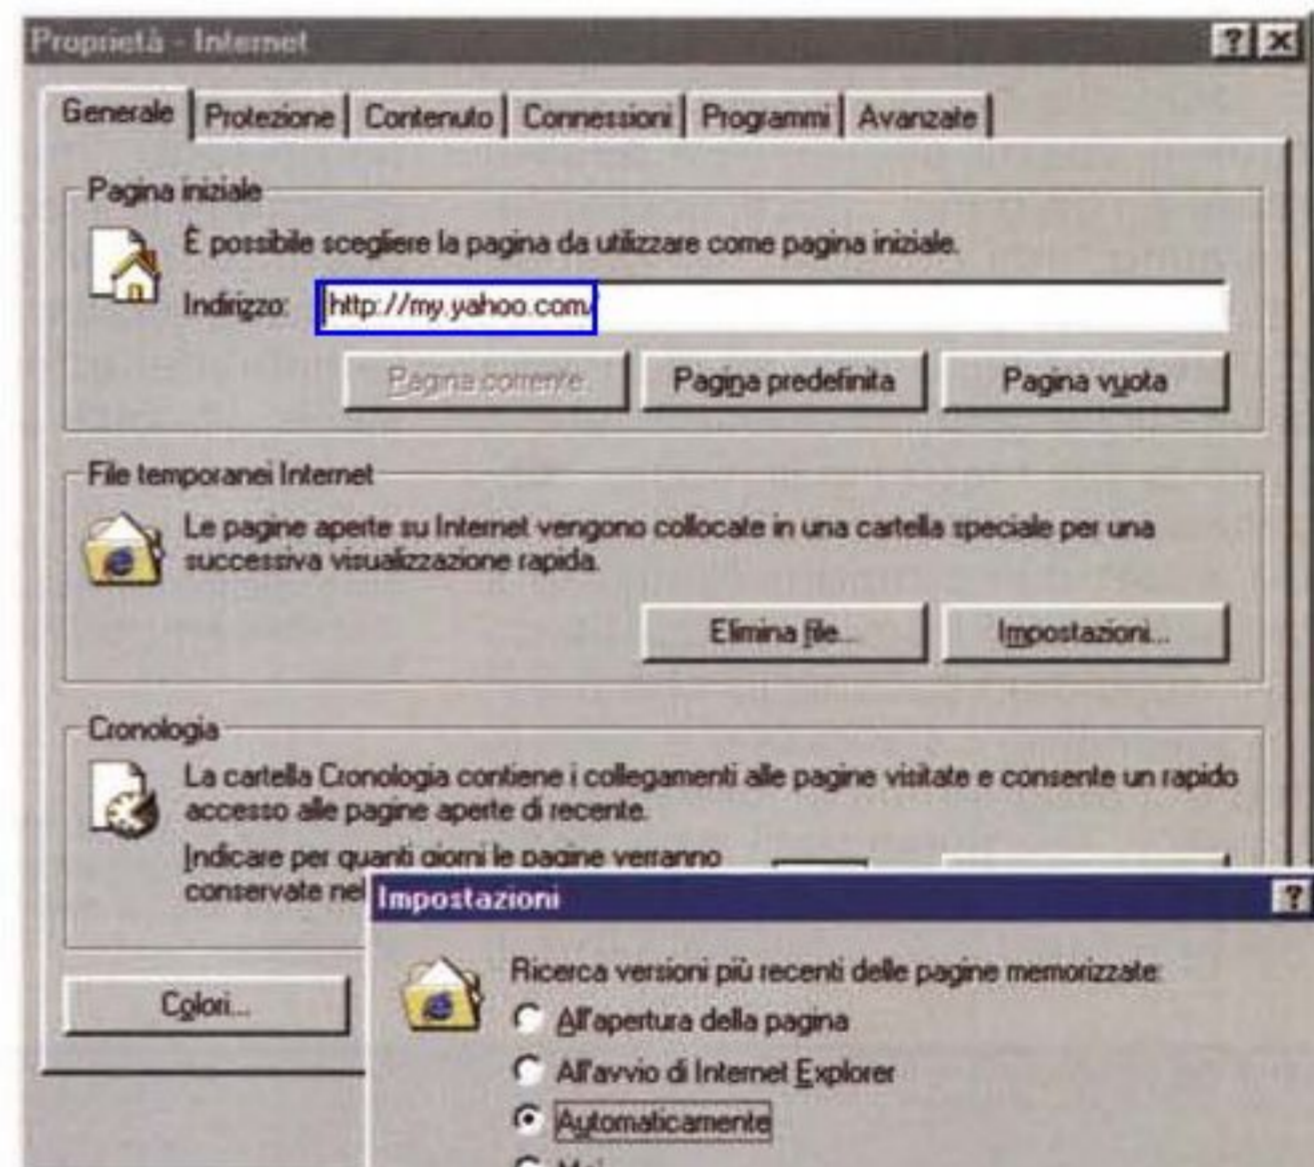 Proprietà - Internet
Generale Protezione Contenuto Connessioni Programmi Avanzate
Pagina iniziale
È possibile scegliere la pagina da utilizzare come pagina iniziale.
Indirizzo: http://my.yahoo.com/
Pagina corrente Pagina predefinita Pagina vuota
File temporanei Internet
Le pagine aperte su Internet vengono collocate in una cartella speciale per una
successiva visualizzazione rapida.
Elimina file... Impostazioni...
Cronologia
La cartella Cronologia contiene i collegamenti alle pagine visitate e consente un rapido
accesso alle pagine aperte di recente.
Indicare per quanti giorni le pagine verranno
conservate nel
Impostazioni
Ricerca versioni più recenti delle pagine memorizzate:
Colori...
All'apertura della pagina
All'avvio di Internet Explorer
Automaticamente